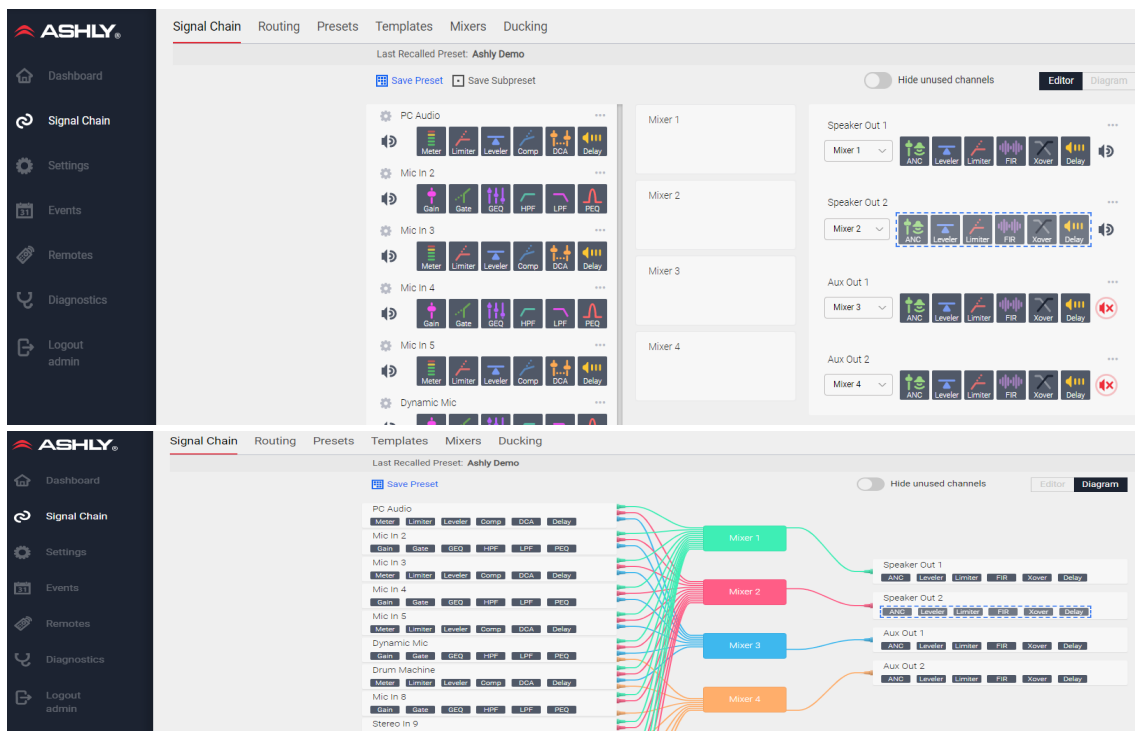 ASHLY®
Signal Chain Routing Presets Templates Mixers Ducking
Last Recalled Preset: Ashly Demo
Save Preset Save Subpreset Hide unused channels Editor Diagram
Dashboard
Signal Chain
Settings
31 Events
Remotes
Diagnostics
Logout
admin
PC Audio
Meter Limiter Leveler Comp DCA Delay
Mic In 2
Gain Gate GEQ HPF LPF PEQ
Mic In 3
Meter Limiter Leveler Comp DCA Delay
Mic In 4
Gain Gate GEQ HPF LPF PEQ
Mic In 5
Meter Limiter Leveler Comp DCA Delay
Dynamic Mic
Mixer 1
Mixer 2
Mixer 3
Mixer 4
Speaker Out 1
Mixer 1 ANC Leveler Limiter FIR Xover Delay
Speaker Out 2
Mixer 2 ANC Leveler Limiter FIR Xover Delay
Aux Out 1
Mixer 3 ANC Leveler Limiter FIR Xover Delay
Aux Out 2
Mixer 4 ANC Leveler Limiter FIR Xover Delay
ASHLY®
Signal Chain Routing Presets Templates Mixers Ducking
Last Recalled Preset: Ashly Demo
Save Preset Hide unused channels Editor Diagram
Dashboard
Signal Chain
Settings
31 Events
Remotes
Diagnostics
Logout
admin
PC Audio
Meter Limiter Leveler Comp DCA Delay
Mic In 2
Gain Gate GEQ HPF LPF PEQ
Mic In 3
Meter Limiter Leveler Comp DCA Delay
Mic In 4
Gain Gate GEQ HPF LPF PEQ
Mic In 5
Meter Limiter Leveler Comp DCA Delay
Dynamic Mic
Gain Gate GEQ HPF LPF PEQ
Drum Machine
Meter Limiter Leveler Comp DCA Delay
Mic In 8
Gain Gate GEQ HPF LPF PEQ
Stereo In 9
Mixer 1
Mixer 2
Mixer 3
Mixer 4
Speaker Out 1
ANC Leveler Limiter FIR Xover Delay
Speaker Out 2
ANC Leveler Limiter FIR Xover Delay
Aux Out 1
ANC Leveler Limiter FIR Xover Delay
Aux Out 2
ANC Leveler Limiter FIR Xover Delay